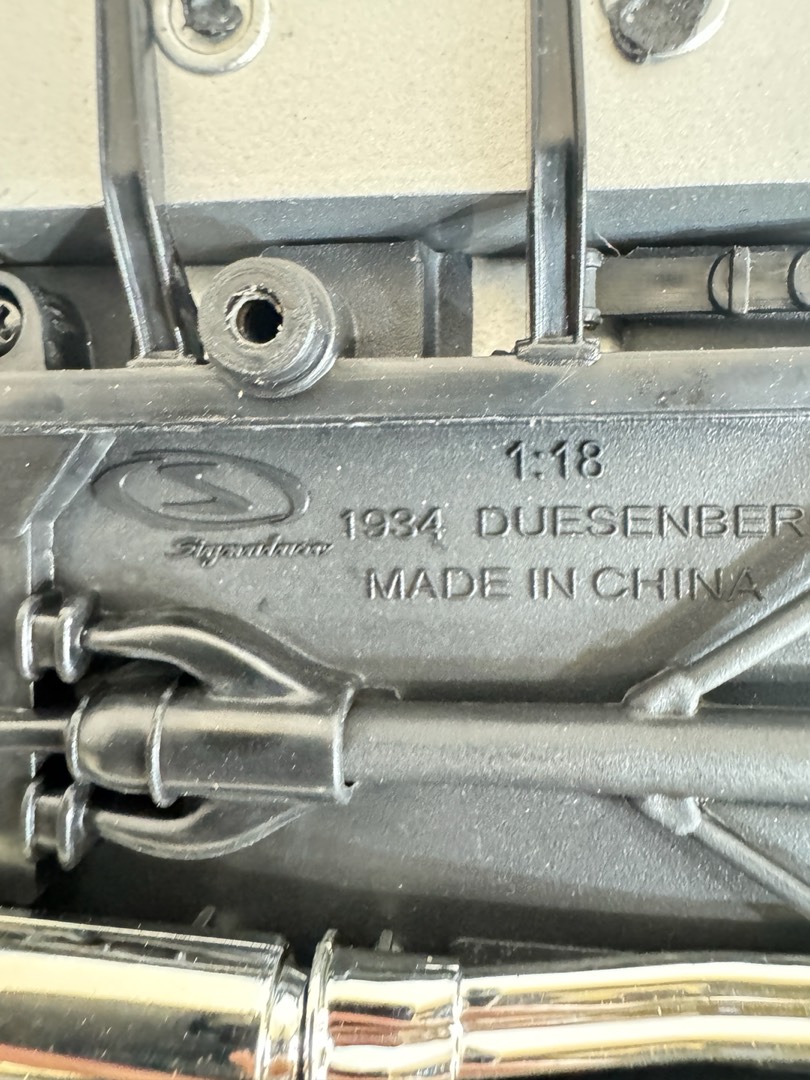 1:18
S
Signature
1934 DUESENBER
MADE IN CHINA